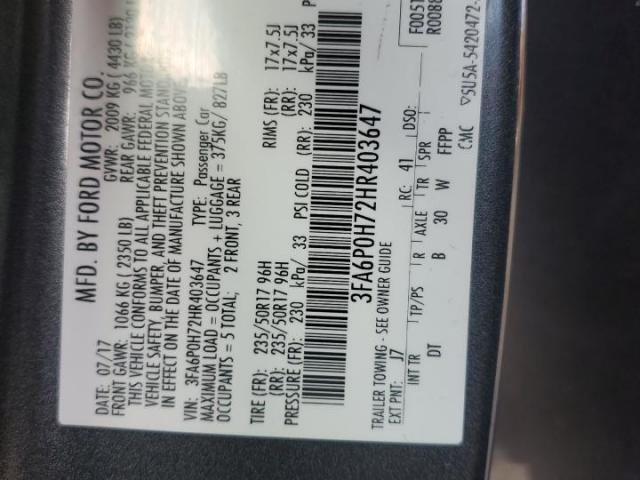 MFD. BY FORD MOTOR CO.
DATE: 07/17 GVWR: 2009 KG ( 4430 LB)
FRONT GAWR: 1066 KG ( 2350 LB) REAR GAWR: 966 KG
THIS VEHICLE CONFORMS TO ALL APPLICABLE FEDERAL MOTOR
VEHICLE SAFETY, BUMPER, AND THEFT PREVENTION STANDARDS
IN EFFECT ON THE DATE OF MANUFACTURE SHOWN ABOVE
VIN: 3FA6P0H72HR403647 TYPE: Passenger Car
MAXIMUM LOAD = OCCUPANTS + LUGGAGE = 375KG/ 827LB
OCCUPANTS = 5 TOTAL; 2 FRONT, 3 REAR
TIRE (FR): 235/50R17 96H RIMS (FR): 17x7.5J
(RR): 235/50R17 96H (RR): 17x7.5J
PRESSURE (FR): 230 kPa/ 33 PSI COLD (RR): 230 kPa/ 33 P
3FA6P0H72HR403647
F0051
R0088
TRAILER TOWING - SEE OWNER GUIDE
EXT PNT: J7 RC: 41 DSO:
INT TR TP/PS R AXLE TR SPR
DT B 30 W FFPP
CMC ▽5U5A-5420472-